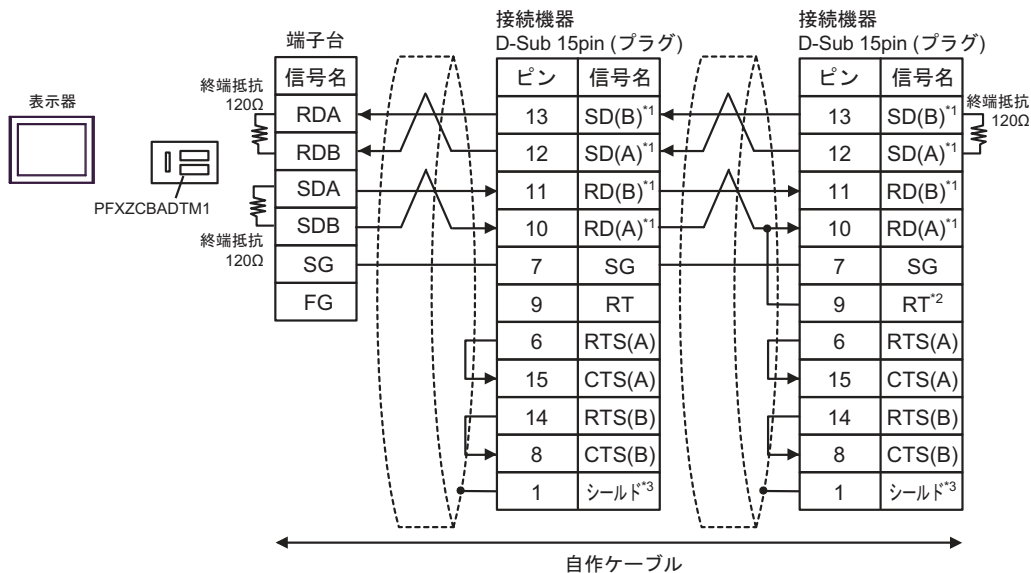 表示器
PFXZCBADTM1
終端抵抗
120Ω
終端抵抗
120Ω
端子台
信号名
RDA
RDB
SDA
SDB
SG
FG
接続機器
D-Sub 15pin (プラグ)
ピン 信号名
13 SD(B)*1
12 SD(A)*1
11 RD(B)*1
10 RD(A)*1
7 SG
9 RT
6 RTS(A)
15 CTS(A)
14 RTS(B)
8 CTS(B)
1 シールド*3
接続機器
D-Sub 15pin (プラグ)
ピン 信号名
13 SD(B)*1
12 SD(A)*1
11 RD(B)*1
10 RD(A)*1
7 SG
9 RT*2
6 RTS(A)
15 CTS(A)
14 RTS(B)
8 CTS(B)
1 シールド*3
終端抵抗
120Ω
自作ケーブル